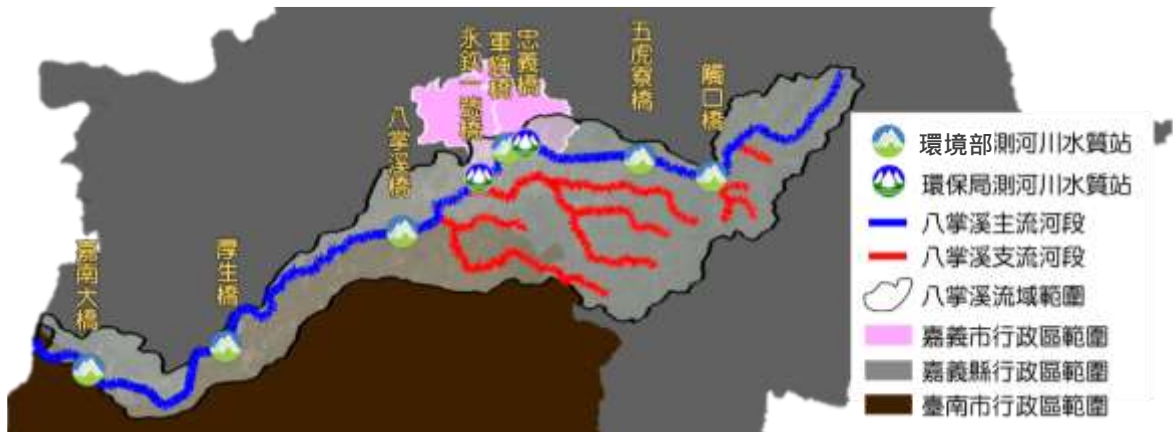 嘉南大橋
厚生橋
八掌溪橋
永欽一號橋
軍輝橋
忠義橋
五虎寮橋
觸口橋
環境部測河川水質站
環保局測河川水質站
八掌溪主流河段
八掌溪支流河段
八掌溪流域範圍
嘉義市行政區範圍
嘉義縣行政區範圍
臺南市行政區範圍